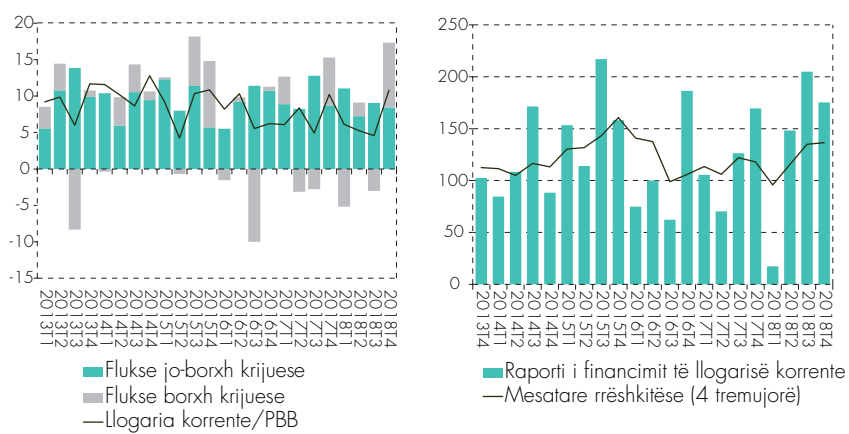 20
15
10
5
0
-5
-10
-15
2013T1
2013T2
2013T3
2013T4
2014T1
2014T2
2014T3
2014T4
2015T1
2015T2
2015T3
2015T4
2016T1
2016T2
2016T3
2016T4
2017T1
2017T2
2017T3
2017T4
2018T1
2018T2
2018T3
2018T4
Flukse jo-borxh krijuese
Flukse borxh krijuese
Llogaria korrente/PBB
250
200
150
100
50
0
2013T4
2014T1
2014T2
2014T3
2014T4
2015T1
2015T2
2015T3
2015T4
2016T1
2016T2
2016T3
2016T4
2017T1
2017T2
2017T3
2017T4
2018T1
2018T2
2018T3
2018T4
Raporti i financimit të llogarisë korrente
Mesatare rrëshkitëse (4 tremujorë)